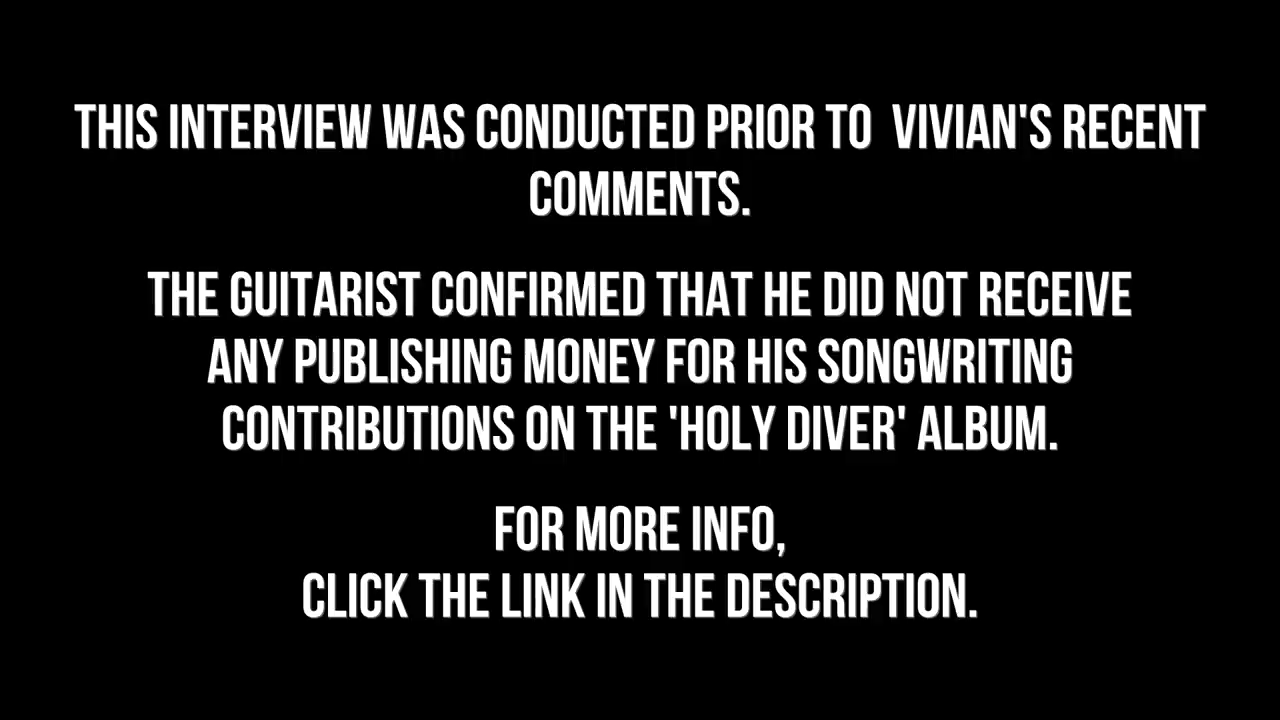 THIS INTERVIEW WAS CONDUCTED PRIOR TO  VIVIAN'S RECENT
COMMENTS.
THE GUITARIST CONFIRMED THAT HE DID NOT RECEIVE
ANY PUBLISHING MONEY FOR HIS SONGWRITING
CONTRIBUTIONS ON THE 'HOLY DIVER' ALBUM.
FOR MORE INFO,
CLICK THE LINK IN THE DESCRIPTION.